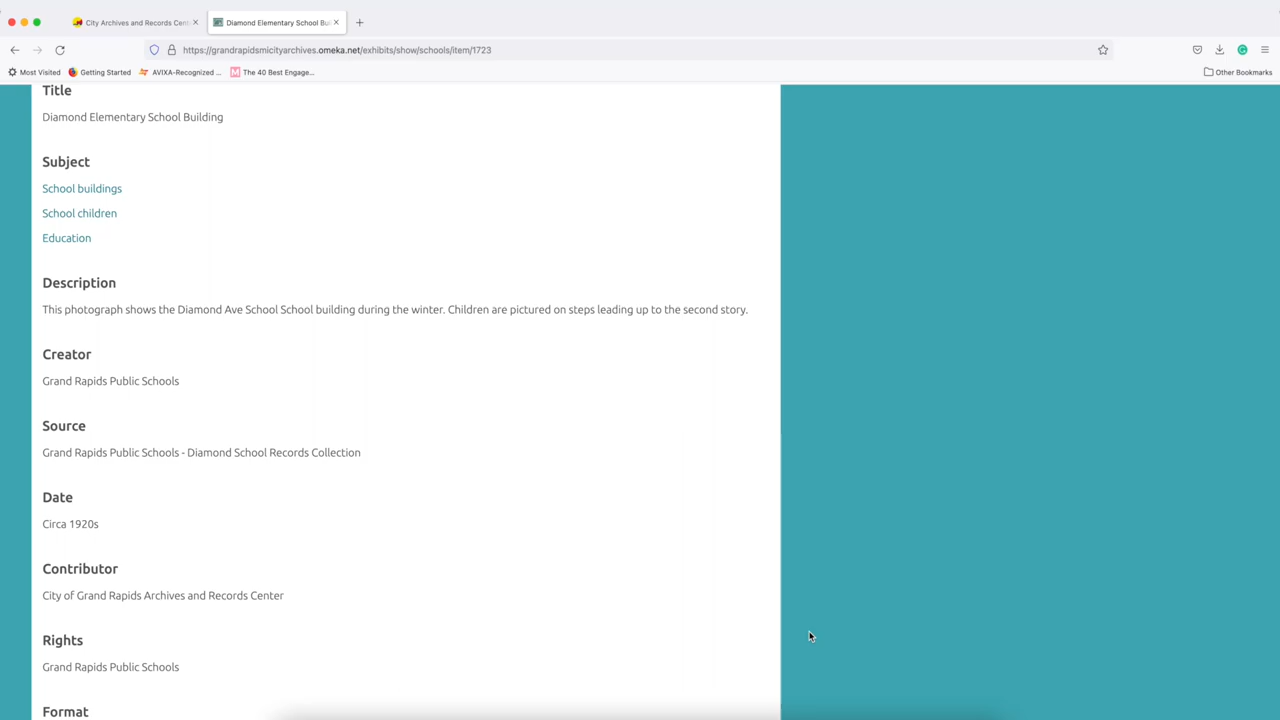 City Archives and Records Cent
Diamond Elementary School Bui
https://grandrapidsmicityarchives.omeka.net/exhibits/show/schools/item/1723
Most Visited
Getting Started
AVIXA-Recognized ...
M
The 40 Best Engage...
Other Bookmarks
Title
Diamond Elementary School Building
Subject
School buildings
School children
Education
Description
This photograph shows the Diamond Ave School School building during the winter. Children are pictured on steps leading up to the second story.
Creator
Grand Rapids Public Schools
Source
Grand Rapids Public Schools - Diamond School Records Collection
Date
Circa 1920s
Contributor
City of Grand Rapids Archives and Records Center
Rights
Grand Rapids Public Schools
Format